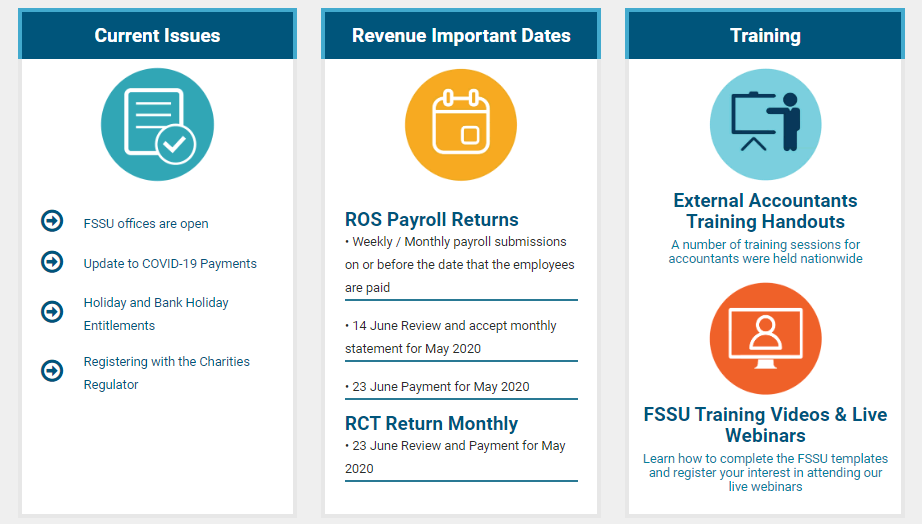 Current Issues
FSSU offices are open
Update to COVID-19 Payments
Holiday and Bank Holiday
Entitlements
Registering with the Charities
Regulator
Revenue Important Dates
ROS Payroll Returns
• Weekly / Monthly payroll submissions
on or before the date that the employees
are paid
• 14 June Review and accept monthly
statement for May 2020
• 23 June Payment for May 2020
RCT Return Monthly
• 23 June Review and Payment for May
2020
Training
External Accountants
Training Handouts
A number of training sessions for
accountants were held nationwide
FSSU Training Videos & Live
Webinars
Learn how to complete the FSSU templates
and register your interest in attending our
live webinars